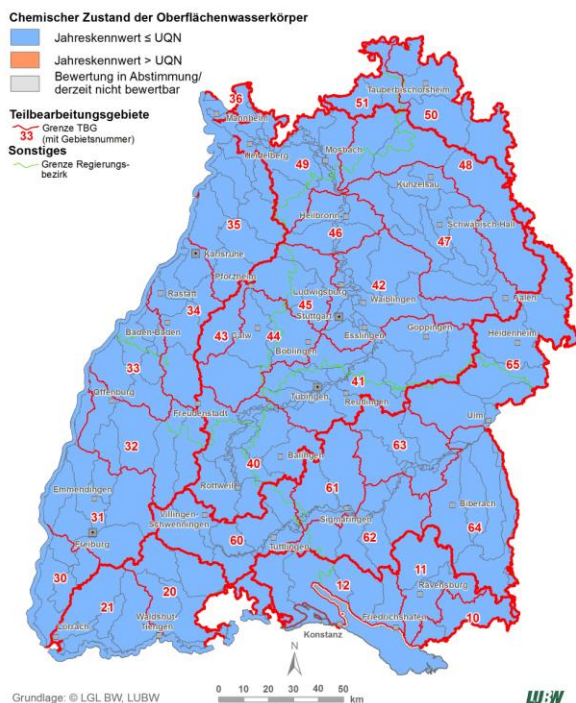 Chemischer Zustand der Oberflächenwasserkörper
Jahreskennwert ≤ UQN
Jahreskennwert > UQN
Bewertung in Abstimmung/
derzeit nicht bewertbar
Teilbearbeitungsgebiete
33
Grenze TBG
(mit Gebietsnummer)
Sonstiges
Grenze Regierungs-
bezirk
36
Mannheim
Heidelberg
51
Tauberbischofsheim
50
49
Mosbach
48
Künzelsau
Heilbronn
46
Schwäbisch Hall
47
35
Karlsruhe
Pforzheim
Rastatt
34
Baden-Baden
45
Ludwigsburg
42
Waiblingen
Stuttgart
43
Calw
44
Böblingen
Esslingen
Göppingen
Aalen
Heidenheim
65
33
Offenburg
41
Tübingen
Reutlingen
Freudenstadt
Ulm
32
63
Balingen
40
Rottweil
61
Emmendingen
31
Freiburg
Villingen-
Schwenningen
60
Tuttlingen
Sigmaringen
62
Biberach
64
30
21
20
Lörrach
Waldshut-
Tiengen
12
11
Ravensburg
10
Friedrichshafen
Konstanz
N
Grundlage: © LGL BW, LUBW
0 10 20 30 40 50
km
LUBW